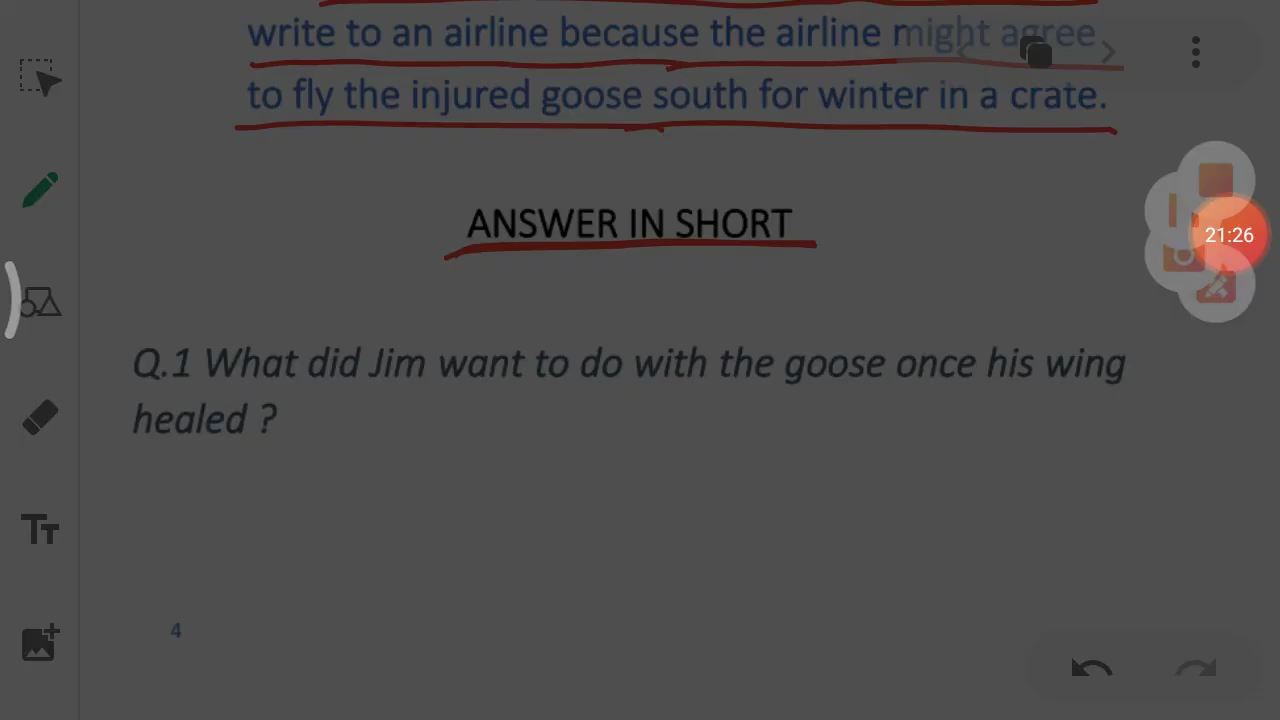 write to an airline because the airline might agree
to fly the injured goose south for winter in a crate.
ANSWER IN SHORT
21:26
Q.1 What did Jim want to do with the goose once his wing
healed ?
TT
4